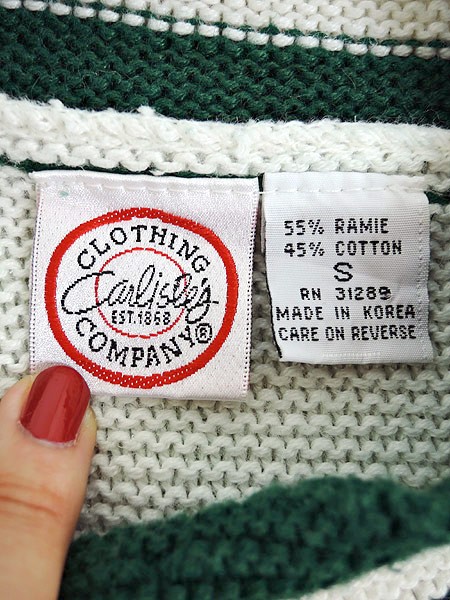 CLOTHING
Carlisle's
EST.1868
COMPANY®
55% RAMIE
45% COTTON
S
RN 31289
MADE IN KOREA
CARE ON REVERSE